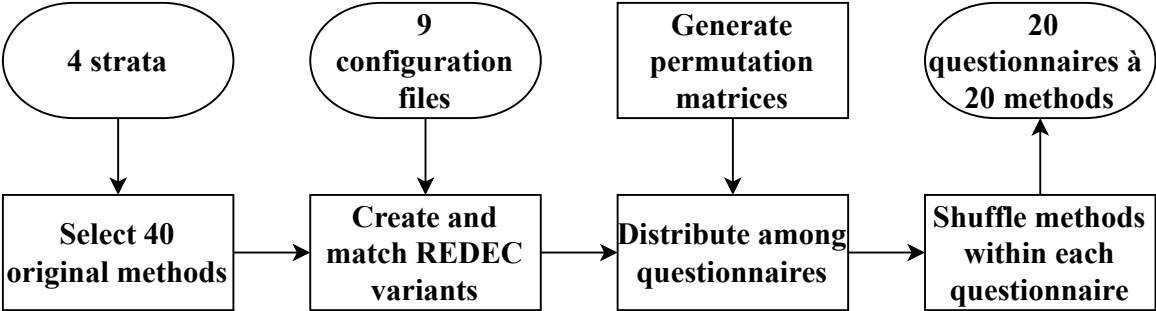 4 strata
9
configuration
files
Generate
permutation
matrices
20
questionnaires à
20 methods
Select 40
original methods
Create and
match REDEC
variants
Distribute among
questionnaires
Shuffle methods
within each
questionnaire